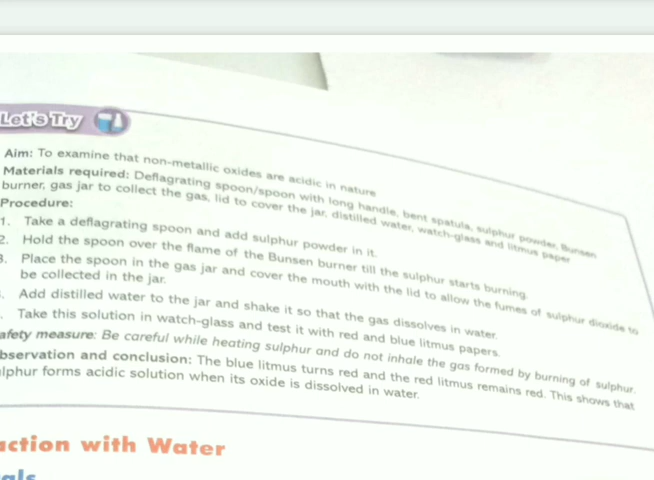 Let's Try
Aim: To examine that non-metallic oxides are acidic in nature
Materials required: Deflagrating spoon/spoon with long handle, bent spatula, sulphur powder, Bunsen
burner, gas jar to collect the gas, lid to cover the jar, distilled water, watch-glass and litmus paper
Procedure:
1. Take a deflagrating spoon and add sulphur powder in it.
2. Hold the spoon over the flame of the Bunsen burner till the sulphur starts burning.
3. Place the spoon in the gas jar and cover the mouth with the lid to allow the fumes of sulphur dioxide to
be collected in the jar.
. Add distilled water to the jar and shake it so that the gas dissolves in water.
. Take this solution in watch-glass and test it with red and blue litmus papers.
afety measure: Be careful while heating sulphur and do not inhale the gas formed by burning of sulphur.
bservation and conclusion: The blue litmus turns red and the red litmus remains red. This shows that
lphur forms acidic solution when its oxide is dissolved in water.
action with Water
als